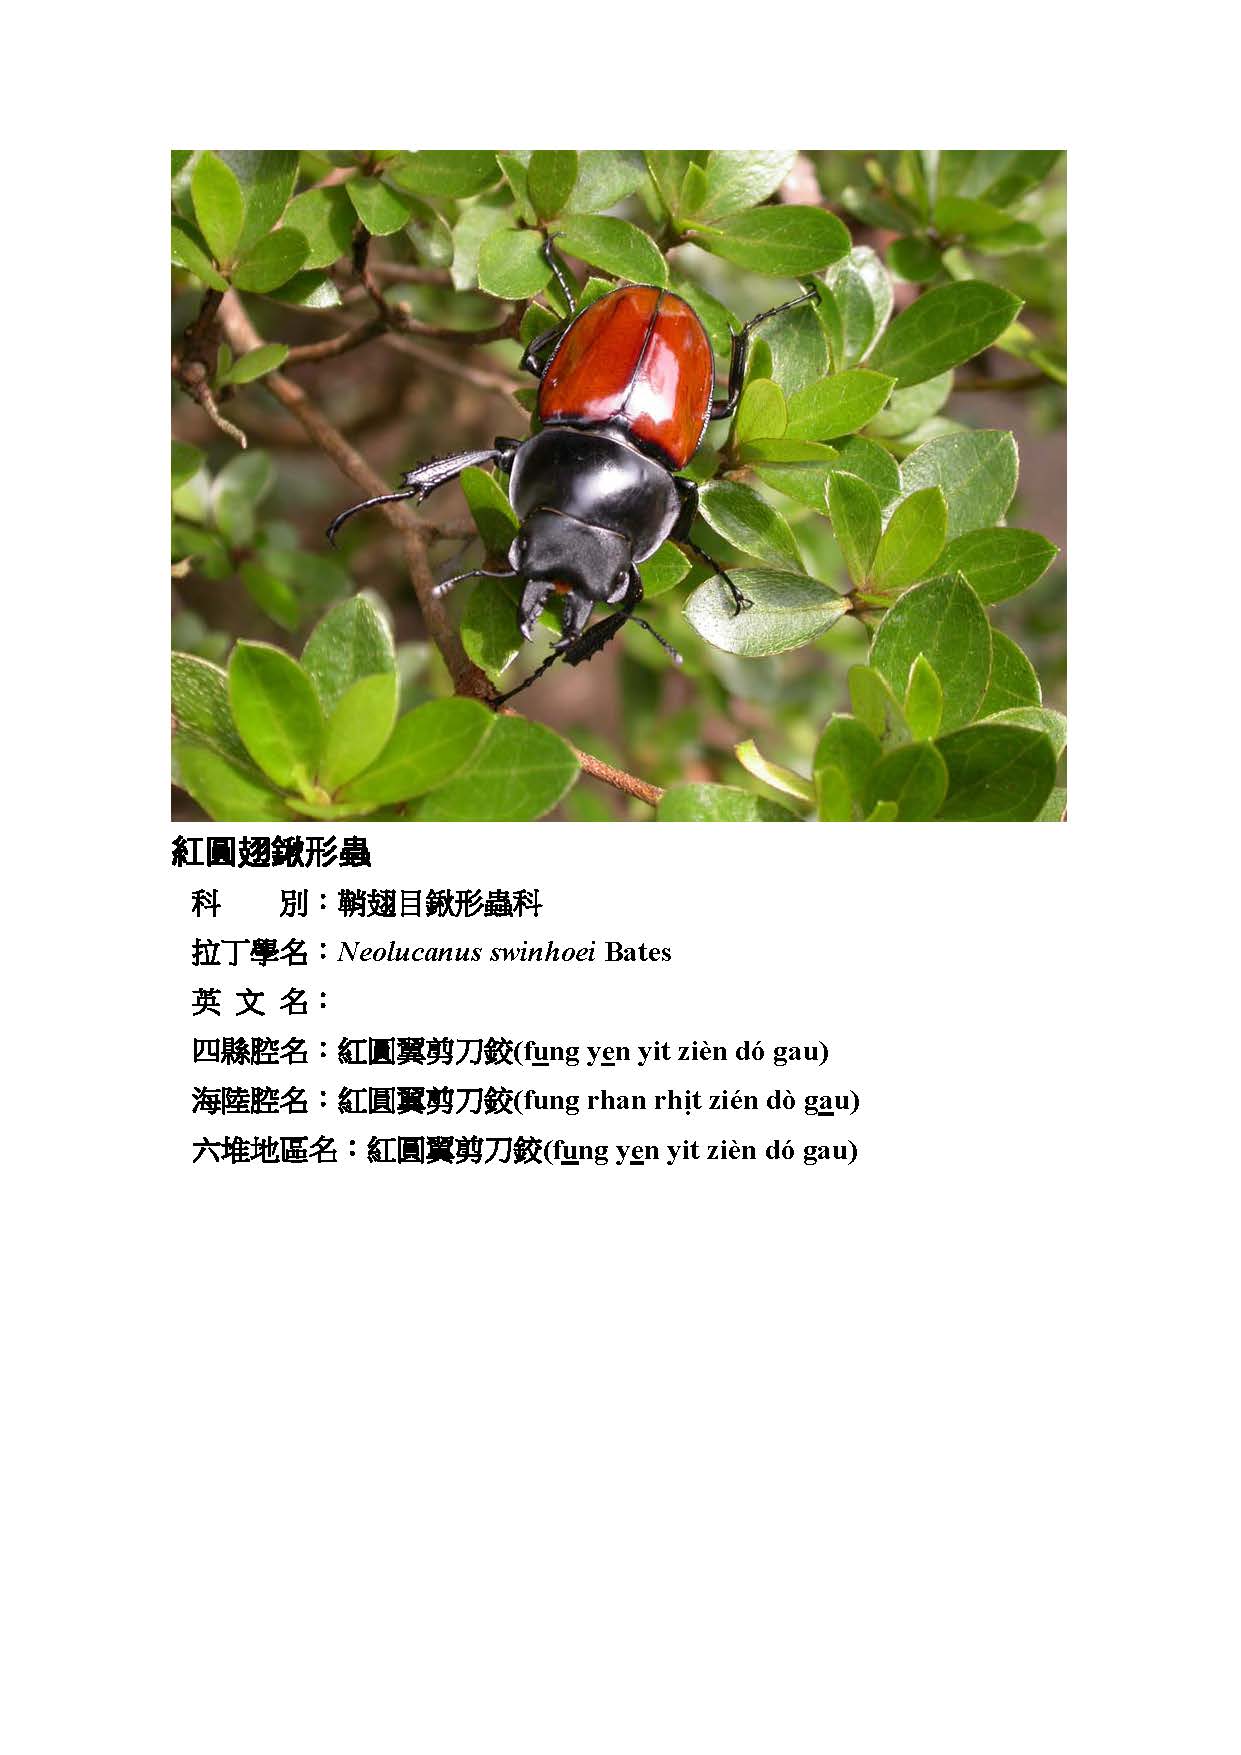 紅圓翅鍬形蟲
科　　別：鞘翅目鍬形蟲科
拉丁學名：Neolucanus swinhoei Bates
英 文 名：
四縣腔名：紅圓翼剪刀鉸(fung yen yit zièn dó gau)
海陸腔名：紅圓翼剪刀鉸(fung rhan rhịt zién dò gau)
六堆地區名：紅圓翼剪刀鉸(fung yen yit zièn dó gau)